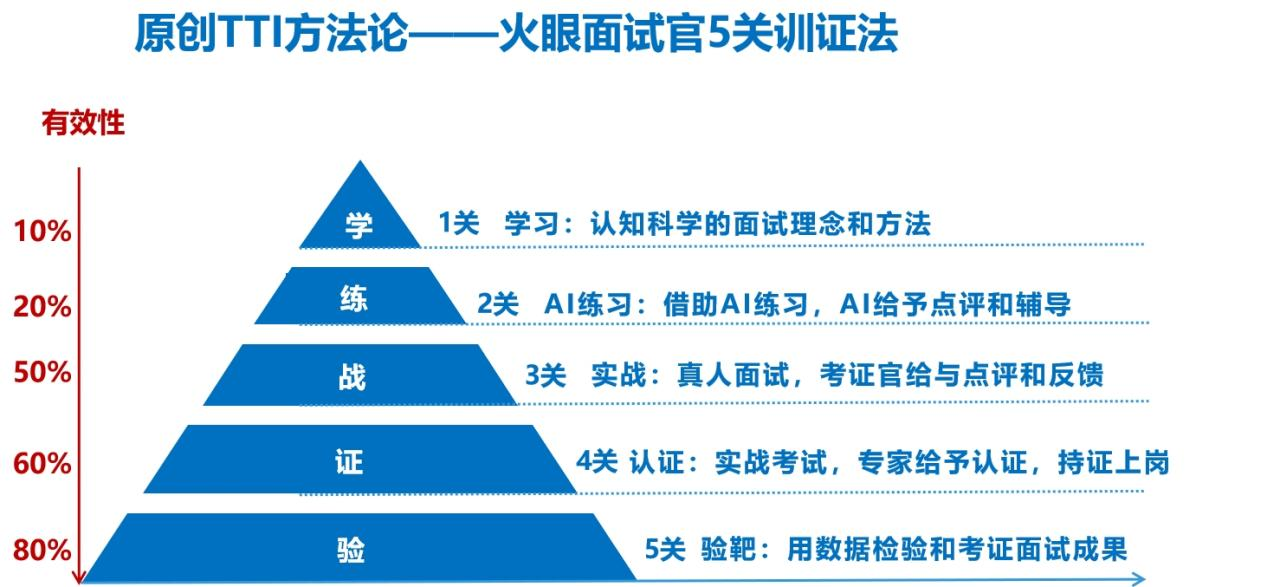 原创TTI方法论——火眼面试官5关训证法
有效性
10%
学
1关 学习：认知科学的面试理念和方法
20%
练
2关 AI练习：借助AI练习，AI给予点评和辅导
50%
战
3关 实战：真人面试，考证官给与点评和反馈
60%
证
4关 认证：实战考试，专家给予认证，持证上岗
80%
验
5关 验靶：用数据检验和考证面试成果